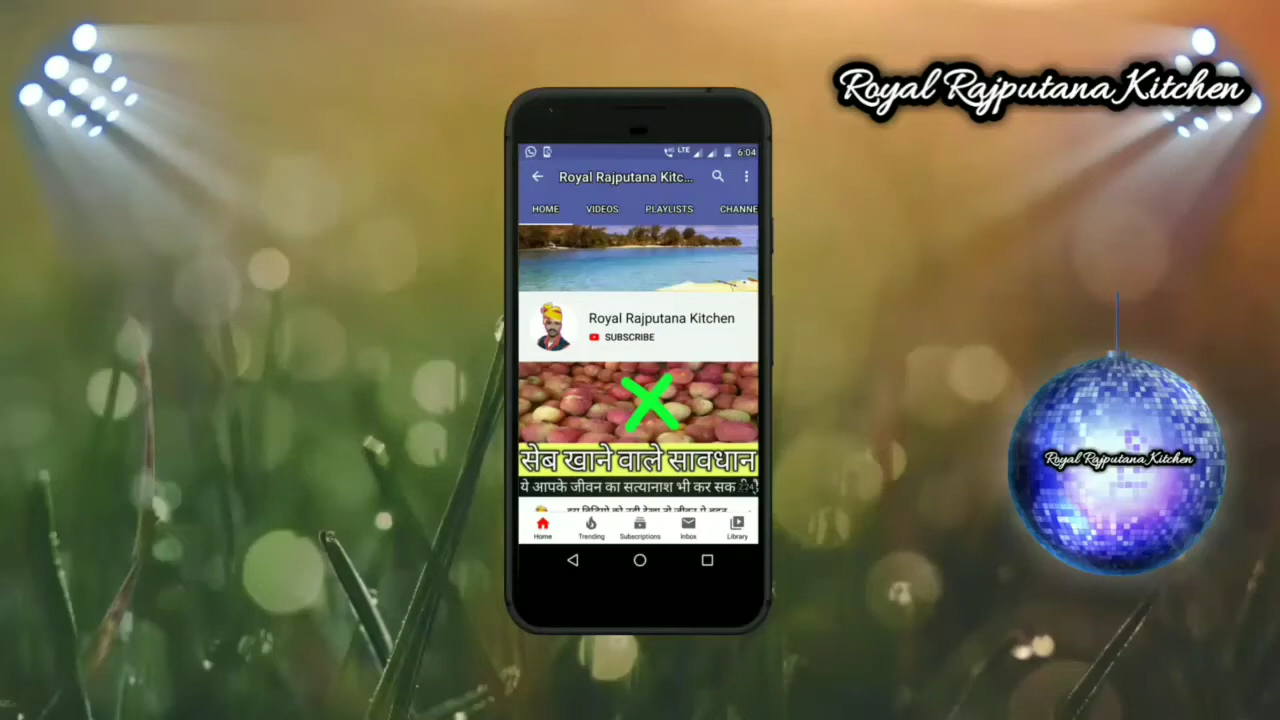 Royal Rajputana Kitchen
LTE 6:04
Royal Rajputana Kitc...
HOME VIDEOS PLAYLISTS CHANNE
Royal Rajputana Kitchen
SUBSCRIBE
सेब खाने वाले सावधान
ये आपके जीवन का सत्यानाश भी कर सक
Home Trending Subscriptions Inbox Library
Royal Rajputana Kitchen